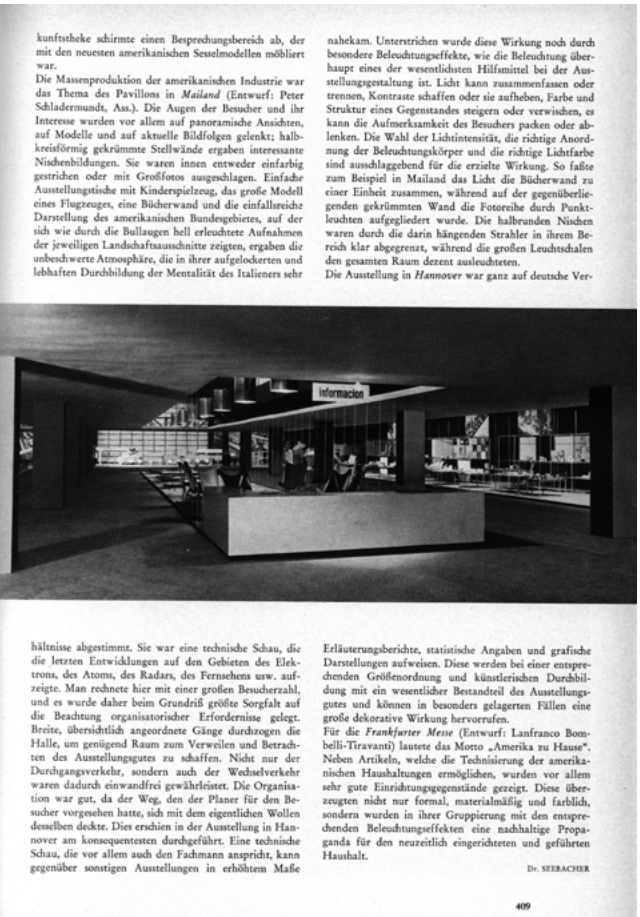 kunftstheke schirmte einen Besprechungsbereich ab, der
mit den neuesten amerikanischen Sesselmodellen möbliert
war.
Die Massenproduktion der amerikanischen Industrie war
das Thema des Pavillons in Mailand (Entwurf: Peter
Schladermundt, Ass.). Die Augen der Besucher und ihr
Interesse wurden vor allem auf panoramische Ansichten,
auf Modelle und auf aktuelle Bildfolgen gelenkt; halb-
kreisförmig gekrümmte Stellwände ergaben interessante
Nischenbildungen. Sie waren innen entweder einfarbig
gestrichen oder mit Großfotos ausgeschlagen. Einfache
Ausstellungstische mit Kinderspielzeug, das große Modell
eines Flugzeuges, eine Bücherwand und die einfallsreiche
Darstellung des amerikanischen Bundesgebietes, auf der
sich wie durch die Bullaugen hell erleuchtete Aufnahmen
der jeweiligen Landschaftsausschnitte zeigten, ergaben die
unbeschwerte Atmosphäre, die in ihrer aufgelockerten und
lebhaften Durchbildung der Mentalität des Italieners sehr
nahekam. Unterstrichen wurde diese Wirkung noch durch
besondere Beleuchtungseffekte, wie die Beleuchtung über-
haupt eines der wesentlichsten Hilfsmittel bei der Aus-
stellungsgestaltung ist. Licht kann zusammenfassen oder
trennen, Kontraste schaffen oder sie aufheben, Farbe und
Struktur eines Gegenstandes steigern oder verwischen, es
kann die Aufmerksamkeit des Besuchers packen oder ab-
lenken. Die Wahl der Lichtintensität, die richtige Anord-
nung der Beleuchtungskörper und die richtige Lichtfarbe
sind ausschlaggebend für die erzielte Wirkung. So faßte
zum Beispiel in Mailand das Licht die Bücherwand zu
einer Einheit zusammen, während auf der gegenüberlie-
genden gekrümmten Wand die Fotoreihe durch Punkt-
leuchten aufgegliedert wurde. Die halbrunden Nischen
waren durch die darin hängenden Strahler in ihrem Be-
reich klar abgegrenzt, während die großen Leuchtschalen
den gesamten Raum dezent ausleuchteten.
Die Ausstellung in Hannover war ganz auf deutsche Ver-
informacion
hältnisse abgestimmt. Sie war eine technische Schau, die
die letzten Entwicklungen auf den Gebieten des Elek-
trons, des Atoms, des Radars, des Fernsehens usw. auf-
zeigte. Man rechnete hier mit einer großen Besucherzahl,
und es wurde daher beim Grundriß größte Sorgfalt auf
die Beachtung organisatorischer Erfordernisse gelegt.
Breite, übersichtlich angeordnete Gänge durchzogen die
Halle, um genügend Raum zum Verweilen und Betrach-
ten des Ausstellungsgutes zu schaffen. Nicht nur der
Durchgangsverkehr, sondern auch der Wechselverkehr
waren dadurch einwandfrei gewährleistet. Die Organisa-
tion war gut, da der Weg, den der Planer für den Be-
sucher vorgesehen hatte, sich mit dem eigentlichen Wollen
desselben deckte. Dies erschien in der Ausstellung in Han-
nover am konsequentesten durchgeführt. Eine technische
Schau, die vor allem auch den Fachmann anspricht, kann
gegenüber sonstigen Ausstellungen in erhöhtem Maße
Erläuterungsberichte, statistische Angaben und grafische
Darstellungen aufweisen. Diese werden bei einer entspre-
chenden Größenordnung und künstlerischen Durchbil-
dung mit ein wesentlicher Bestandteil des Ausstellungs-
gutes und können in besonders gelagerten Fällen eine
große dekorative Wirkung hervorrufen.
Für die Frankfurter Messe (Entwurf: Lanfranco Bom-
belli-Tiravanti) lautete das Motto „Amerika zu Hause“.
Neben Artikeln, welche die Technisierung der amerika-
nischen Haushaltungen ermöglichen, wurden vor allem
sehr gute Einrichtungsgegenstände gezeigt. Diese über-
zeugten nicht nur formal, materialmäßig und farblich,
sondern wurden in ihrer Gruppierung mit den entspre-
chenden Beleuchtungseffekten eine nachhaltige Propa-
ganda für den neuzeitlich eingerichteten und geführten
Haushalt.
Dr. SEEBACHER
409